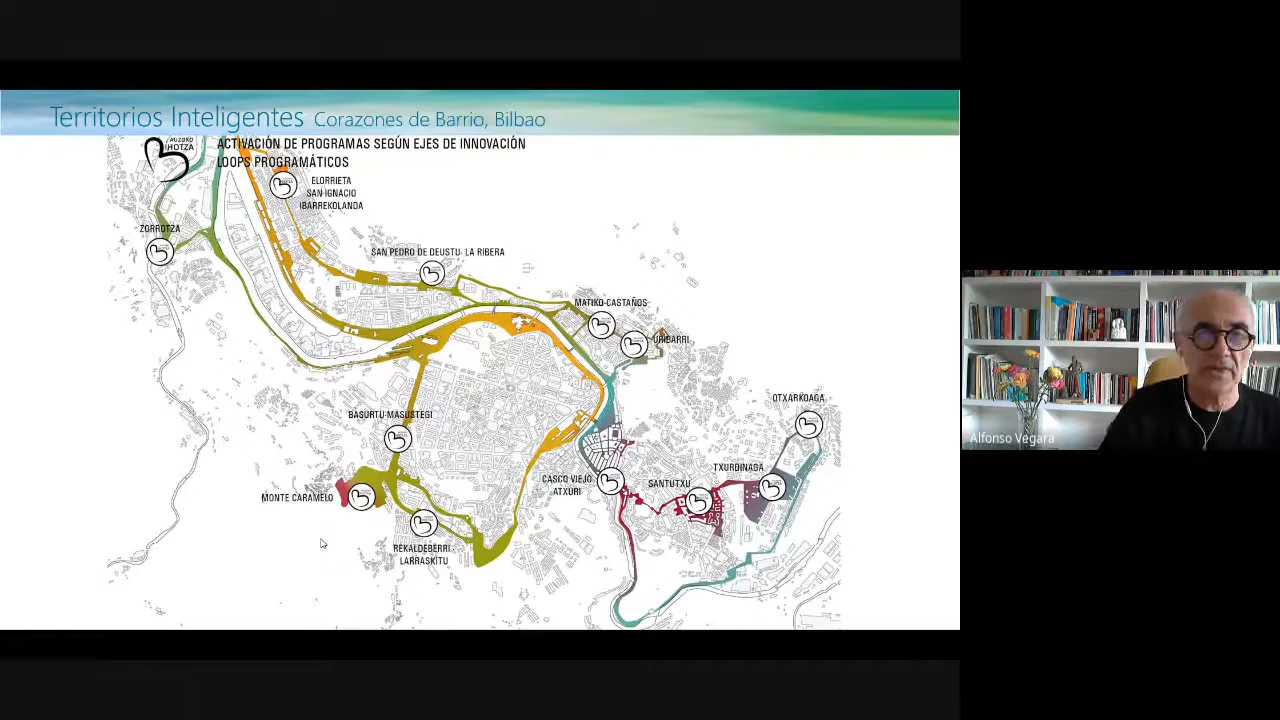 Territorios Inteligentes Corazones de Barrio, Bilbao
AUZORO
HOTZA
ACTIVACIÓN DE PROGRAMAS SEGÚN EJES DE INNOVACIÓN
LOOPS PROGRAMÁTICOS
ELORRIETA
SAN IGNACIO
IBARREKOLANDA
ZORROTZA
SAN PEDRO DE DEUSTU- LA RIBERA
MATIKO-CASTAÑOS
URIBARRI
OTXARKOAGA
BASURTU-MASUSTEGI
TXURDINAGA
CASCO VIEJO
ATXURI
SANTUTXU
MONTE CARAMELO
REKALDEBERRI -
LARRASKITU
Alfonso Vegara